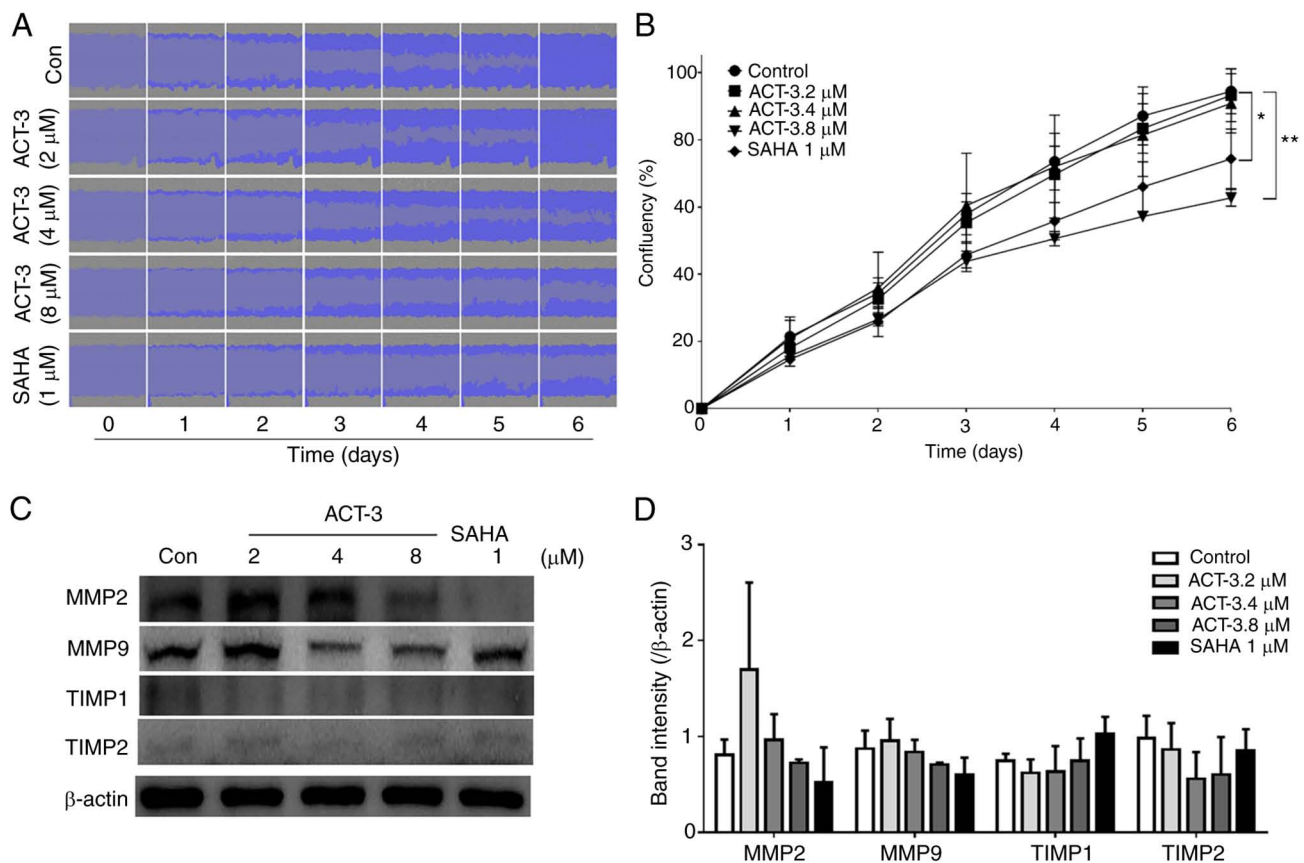 A
Con
ACT-3
(2 μM)
ACT-3
(4 μM)
ACT-3
(8 μM)
SAHA
(1 μM)
0 1 2 3 4 5 6
Time (days)
B
Confluency (%)
100
80
40
40
20
0
Control
ACT-3.2 μM
ACT-3.4 μM
ACT-3.8 μM
SAHA 1 μM
*
**
0 1 2 3 4 5 6
Time (days)
C
ACT-3
SAHA
Con 2 4 8 1 (μM)
MMP2
MMP9
TIMP1
TIMP2
β-actin
D
Band intensity (/β-actin)
3
2
1
0
Control
ACT-3.2 μM
ACT-3.4 μM
ACT-3.8 μM
SAHA 1 μM
MMP2 MMP9 TIMP1 TIMP2